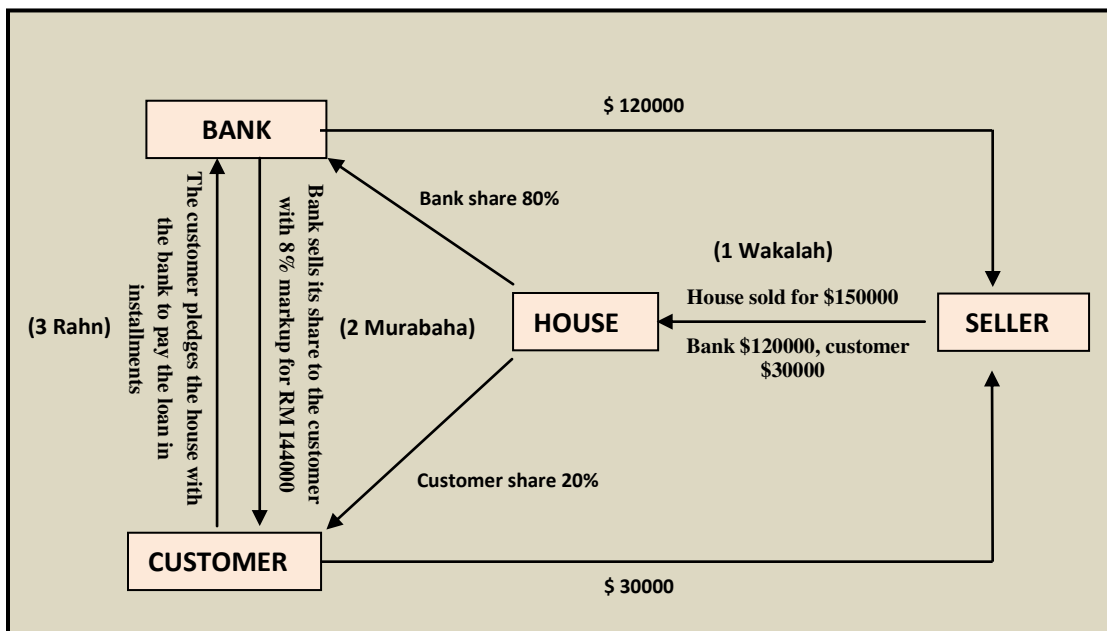 $ 120000
BANK
Bank share 80%
(1 Wakalah)
House sold for $150000
HOUSE
SELLER
Bank $120000, customer
$30000
(3 Rahn)
The customer pledges the house with
the bank to pay the loan in
installments
Bank sells its share to the customer
with 8% markup for RM I44000
(2 Murabaha)
Customer share 20%
CUSTOMER
$ 30000